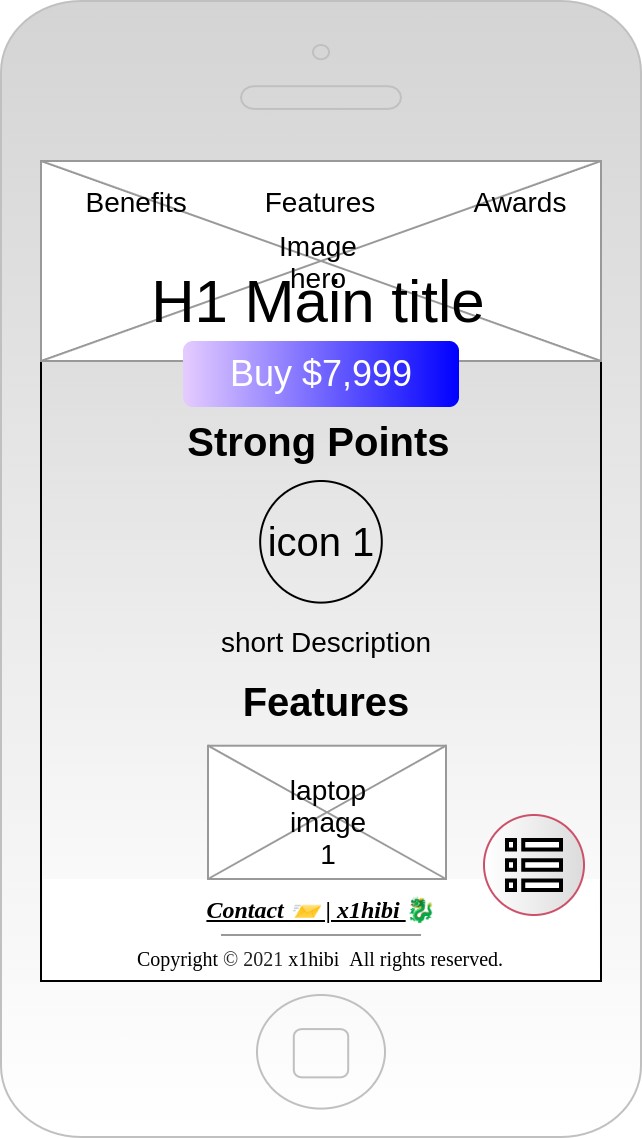 Benefits Features Awards
Image
hero
H1 Main title
Buy $7,999
Strong Points
icon 1
short Description
Features
laptop
image
1
Contact 📨 | x1hibi 🐉
Copyright © 2021 x1hibi  All rights reserved.